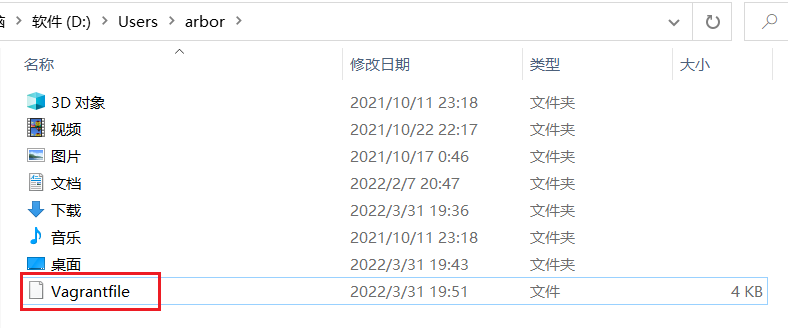 脑 > 软件 (D:) > Users > arbor >
名称 修改日期 类型 大小
3D 对象 2021/10/11 23:18 文件夹
视频 2021/10/22 22:17 文件夹
图片 2021/10/17 0:46 文件夹
文档 2022/2/7 20:47 文件夹
下载 2022/3/31 19:36 文件夹
音乐 2021/10/11 23:18 文件夹
桌面 2022/3/31 19:43 文件夹
Vagrantfile 2022/3/31 19:51 文件 4 KB